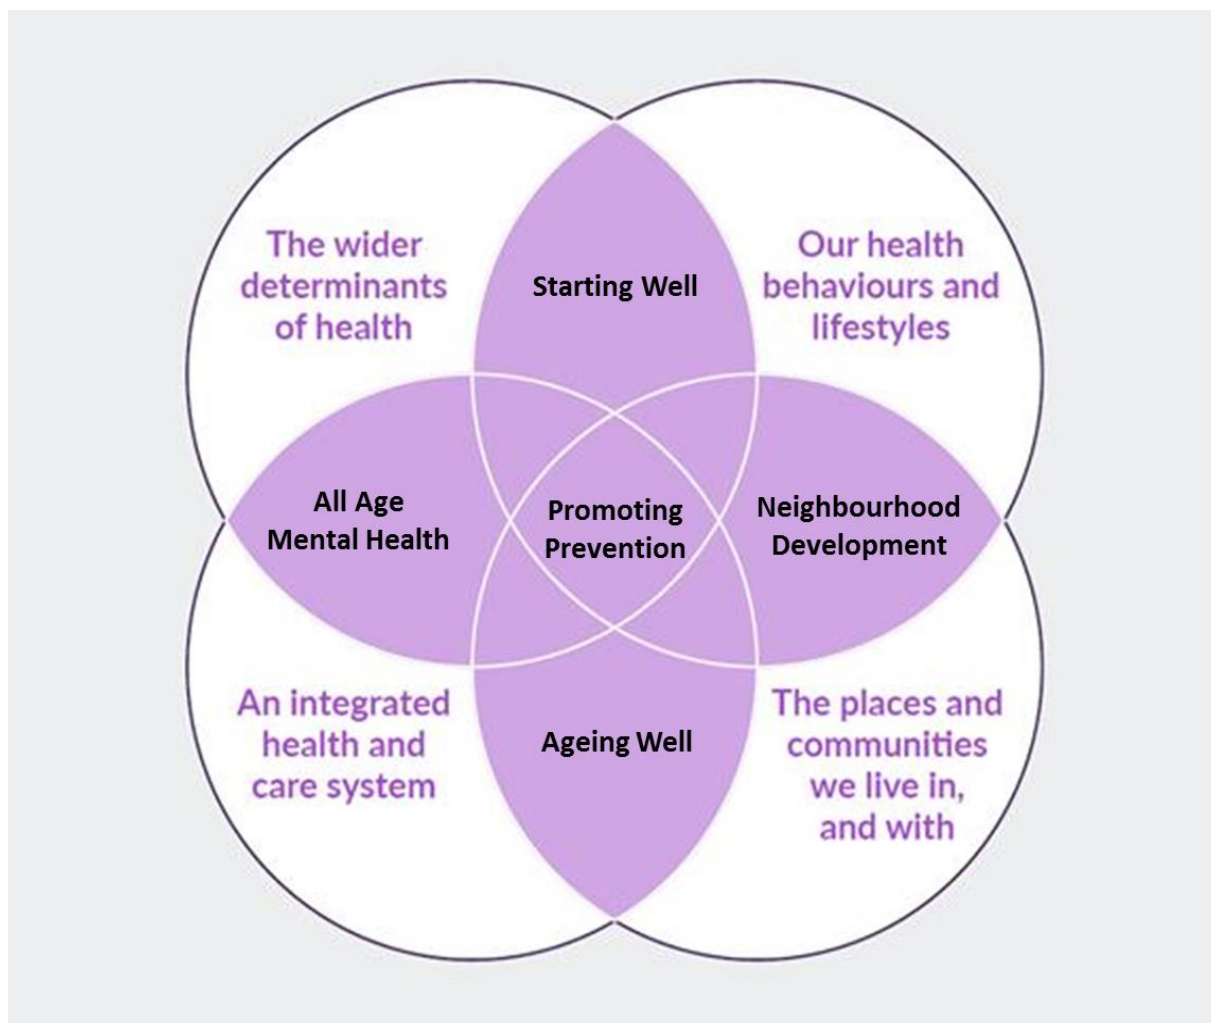 The wider
determinants
of health
Starting Well
Our health
behaviours and
lifestyles
All Age
Mental Health
Promoting
Prevention
Neighbourhood
Development
An integrated
health and
care system
Ageing Well
The places and
communities
we live in,
and with